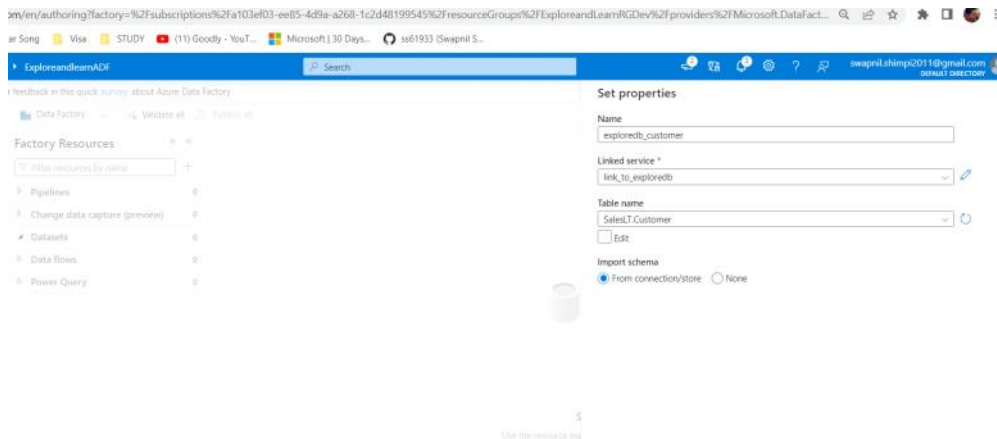 om/en/authoring?factory=%2Fsubscriptions%2Fa103ef03-ee85-4d9a-a268-1c2d48199545%2FresourceGroups%2FExploreandLearnRGDev%2Fproviders%2FMicrosoft.DataFact...
ar Song Visa STUDY (11) Goodly - YouT... Microsoft | 30 Days... ss61933 (Swapnil S...
ExploreandlearnADF Search swapnil.shimpi2011@gmail.com
DEFAULT DIRECTORY
feedback in this quick survey about Azure Data Factory
Data Factory Validate all Publish all
Factory Resources
Filter resources by name
Pipelines 0
Change data capture (preview) 0
Datasets 0
Data flows 0
Power Query 0
S
Use the resource exp
Set properties
Name
exploredb_customer
Linked service *
link_to_exploredb
Table name
SalesLT.Customer
Edit
Import schema
From connection/store None